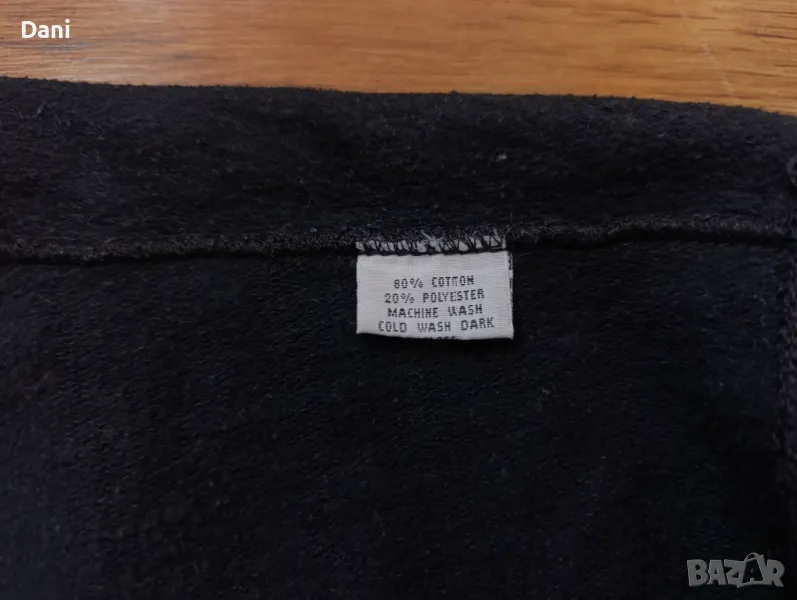 Dani
80% COTTON
20% POLYESTER
MACHINE WASH
COLD WASH DARK
BAZAR